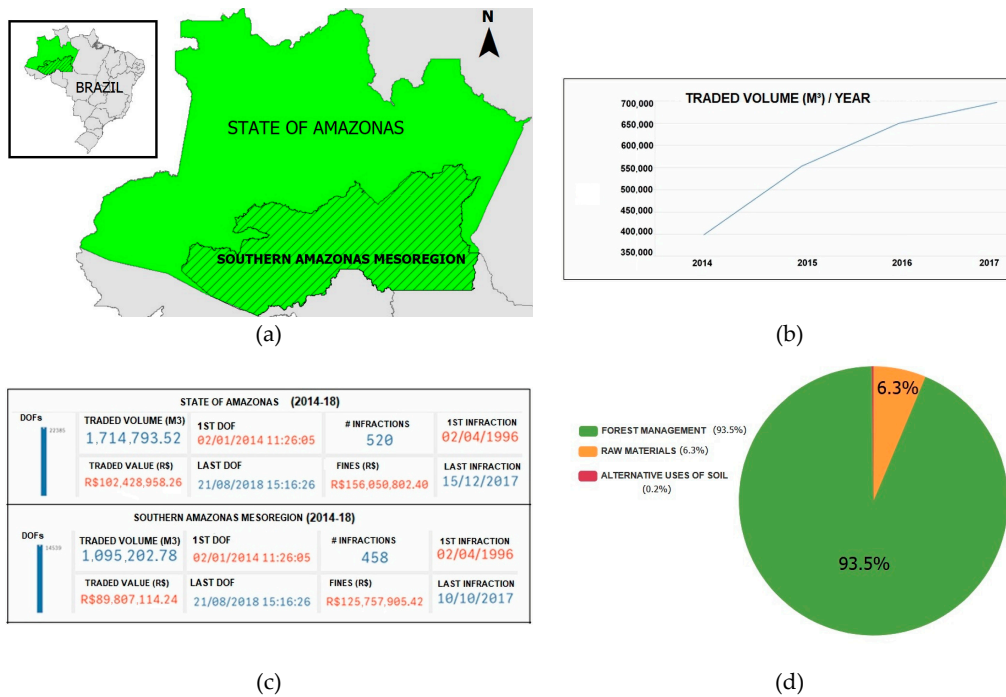 N
BRAZIL
STATE OF AMAZONAS
SOUTHERN AMAZONAS MESOREGION
(a)
TRADED VOLUME (M³) / YEAR
700,000
650,000
550,000
500,000
450,000
400,000
350,000
2014 2015 2016 2017
(b)
STATE OF AMAZONAS (2014-18)
DOFs
22385
TRADED VOLUME (M3) 1ST DOF # INFRACTIONS 1ST INFRACTION
1,714,793.52 02/01/2014 11:26:05 520 02/04/1996
TRADED VALUE (R$) LAST DOF FINES (R$) LAST INFRACTION
R$102,428,958.26 21/08/2018 15:16:26 R$156,050,802.40 15/12/2017
SOUTHERN AMAZONAS MESOREGION (2014-18)
DOFs
TRADED VOLUME (M3) 1ST DOF # INFRACTIONS 1ST INFRACTION
1,095,202.78 02/01/2014 11:26:05 458 02/04/1996
TRADED VALUE (R$) LAST DOF FINES (R$) LAST INFRACTION
R$89,807,114.24 21/08/2018 15:16:26 R$125,757,905.42 10/10/2017
(c)
FOREST MANAGEMENT (93.5%)
RAW MATERIALS (6.3%)
ALTERNATIVE USES OF SOIL
(0.2%)
6.3%
93.5%
(d)